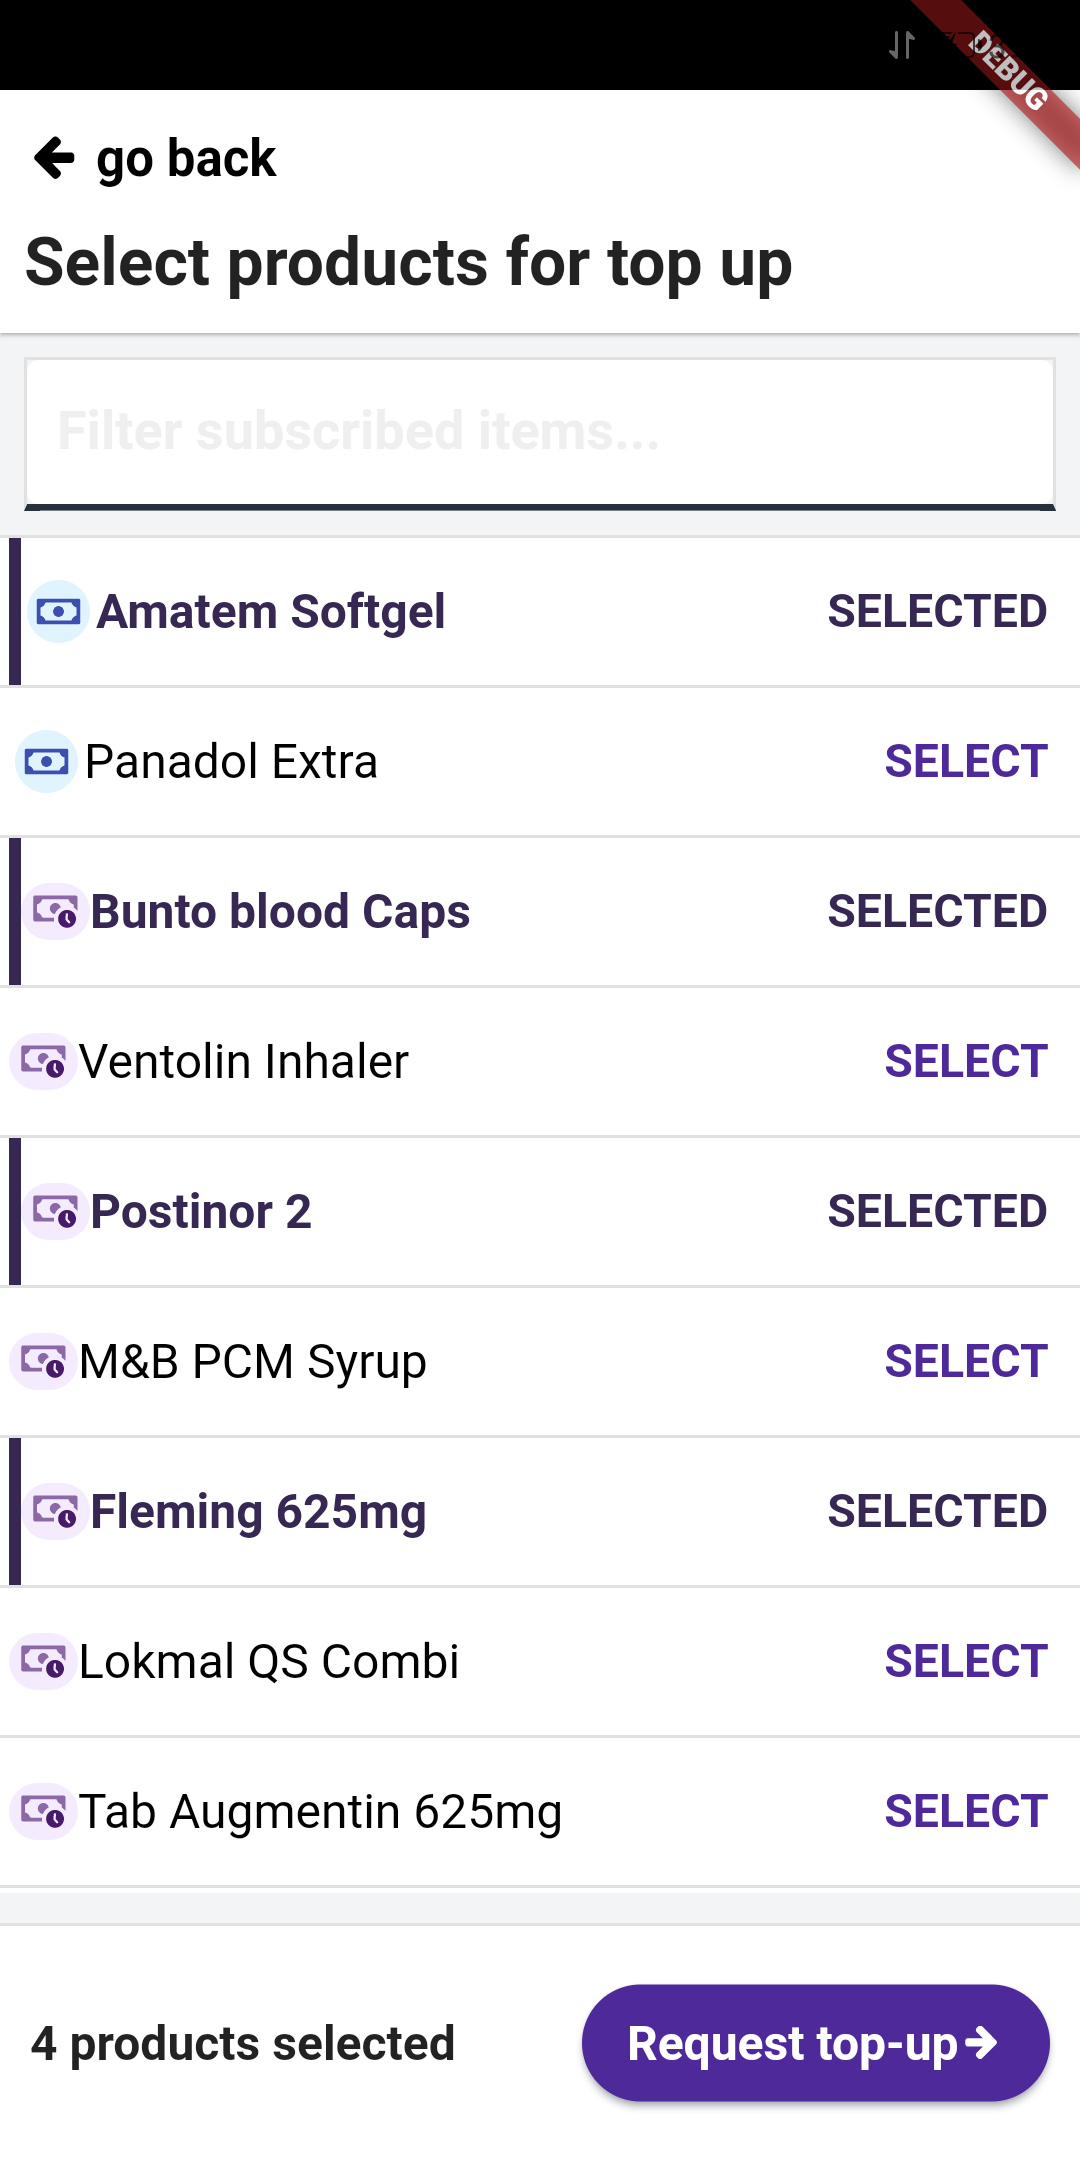 DEBUG
go back
Select products for top up
Filter subscribed items...
Amatem Softgel SELECTED
Panadol Extra SELECT
Bunto blood Caps SELECTED
Ventolin Inhaler SELECT
Postinor 2 SELECTED
M&B PCM Syrup SELECT
Fleming 625mg SELECTED
Lokmal QS Combi SELECT
Tab Augmentin 625mg SELECT
4 products selected Request top-up